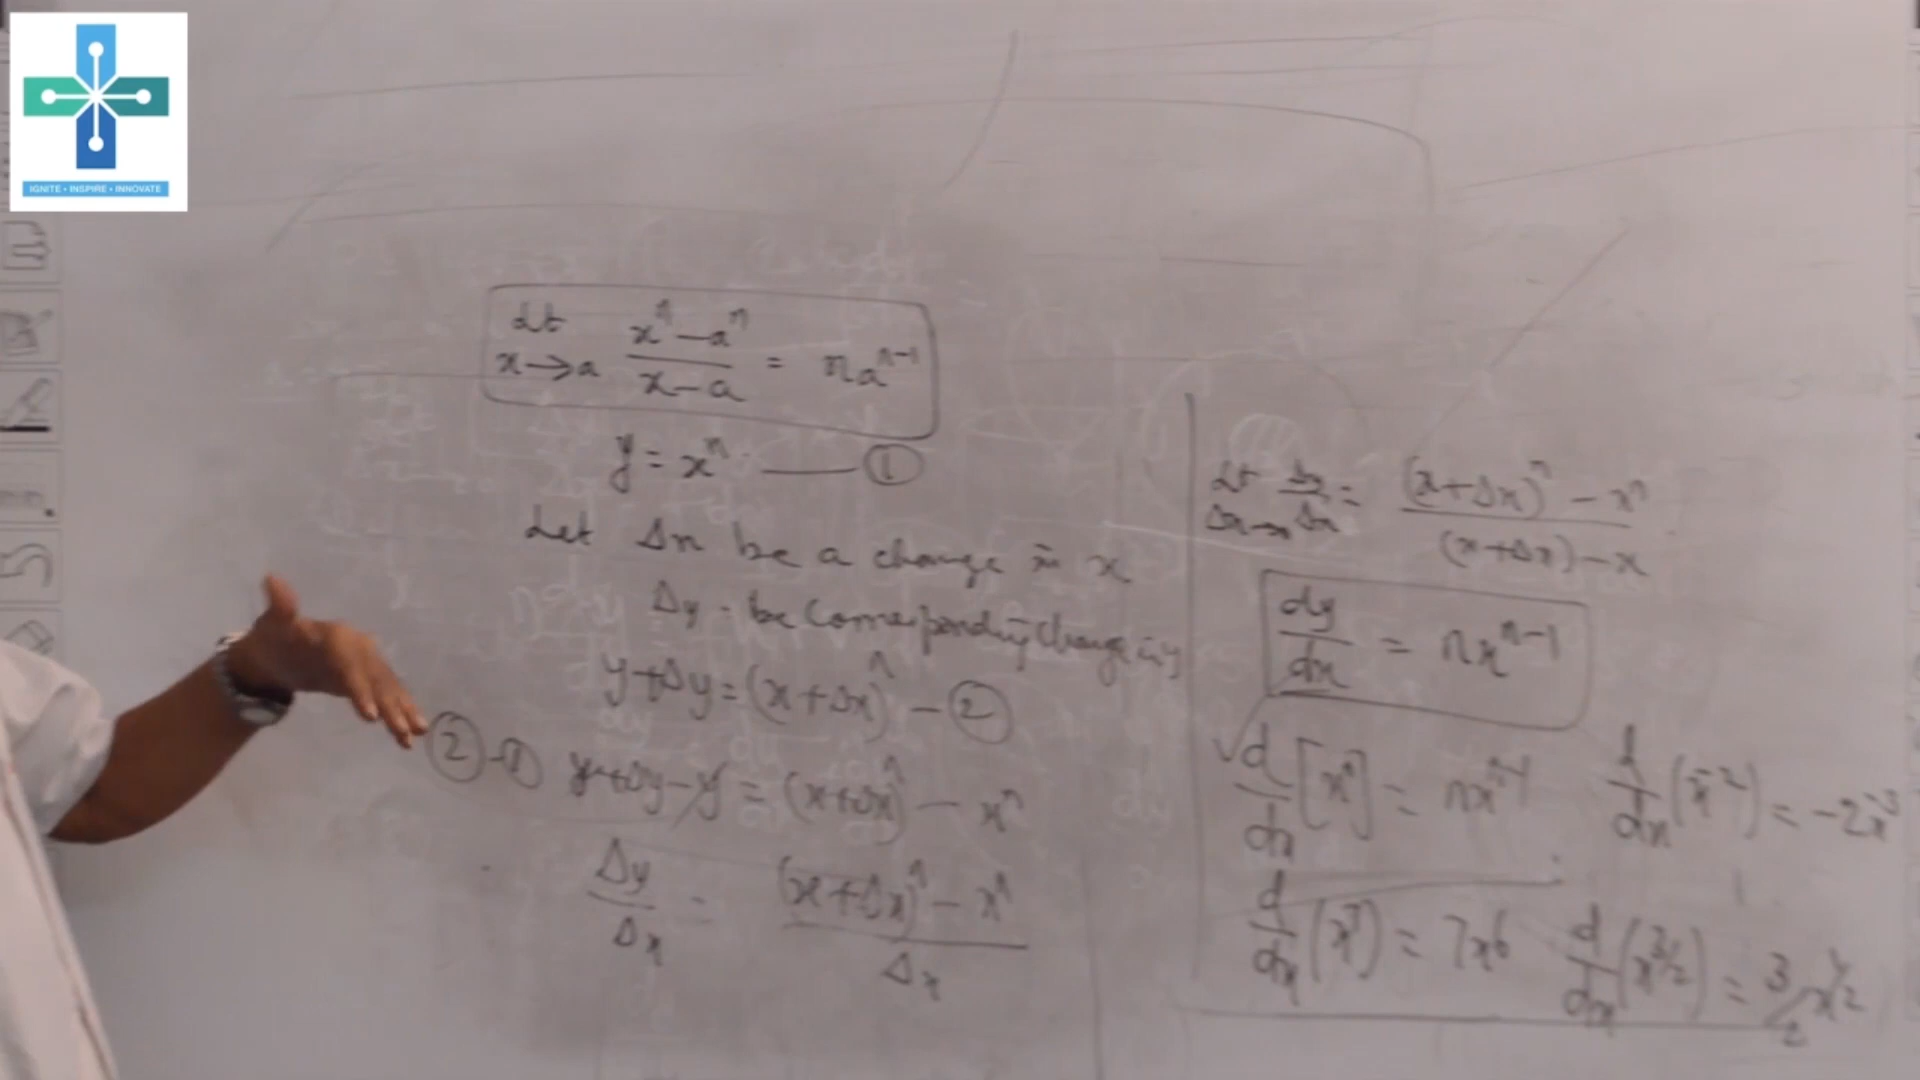 IGNITE • INSPIRE • INNOVATE
Lt x→a (xⁿ-aⁿ)/(x-a) = naⁿ⁻¹
y = xⁿ —— ①
Let Δx be a change in x
Δy - be Corresponding change in y
y+Δy = (x+Δx)ⁿ - ②
②-① y+Δy-y = (x+Δx)ⁿ - xⁿ
Δy/Δx = ((x+Δx)ⁿ - xⁿ)/Δx
Lt Δy/Δx = ((x+Δx)ⁿ - xⁿ)/((x+Δx)-x)
dy/dx = nxⁿ⁻¹
√ d/dx [xⁿ] = nxⁿ⁻¹
d/dx (x⁻²) = -2x⁻³
d/dx (x⁷) = 7x⁶
d/dx (x^3/2) = 3/2 x^1/2